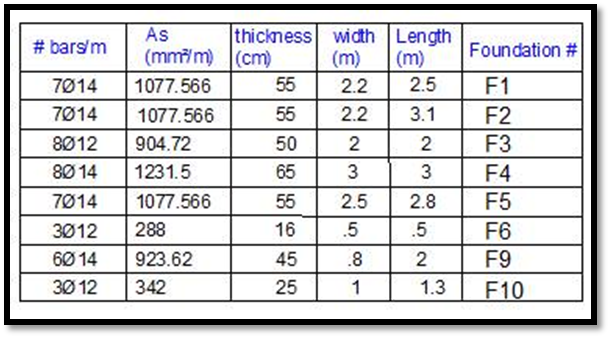 # bars/m As (mm²/m) thickness (cm) width (m) Length (m) Foundation #
7Ø14 1077.566 55 2.2 2.5 F1
7Ø14 1077.566 55 2.2 3.1 F2
8Ø12 904.72 50 2 2 F3
8Ø14 1231.5 65 3 3 F4
7Ø14 1077.566 55 2.5 2.8 F5
3Ø12 288 16 .5 .5 F6
6Ø14 923.62 45 .8 2 F9
3Ø12 342 25 1 1.3 F10